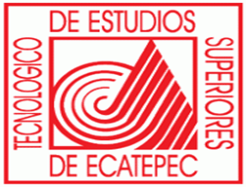 TECNOLOGICO
DE ESTUDIOS
SUPERIORES
DE ECATEPEC